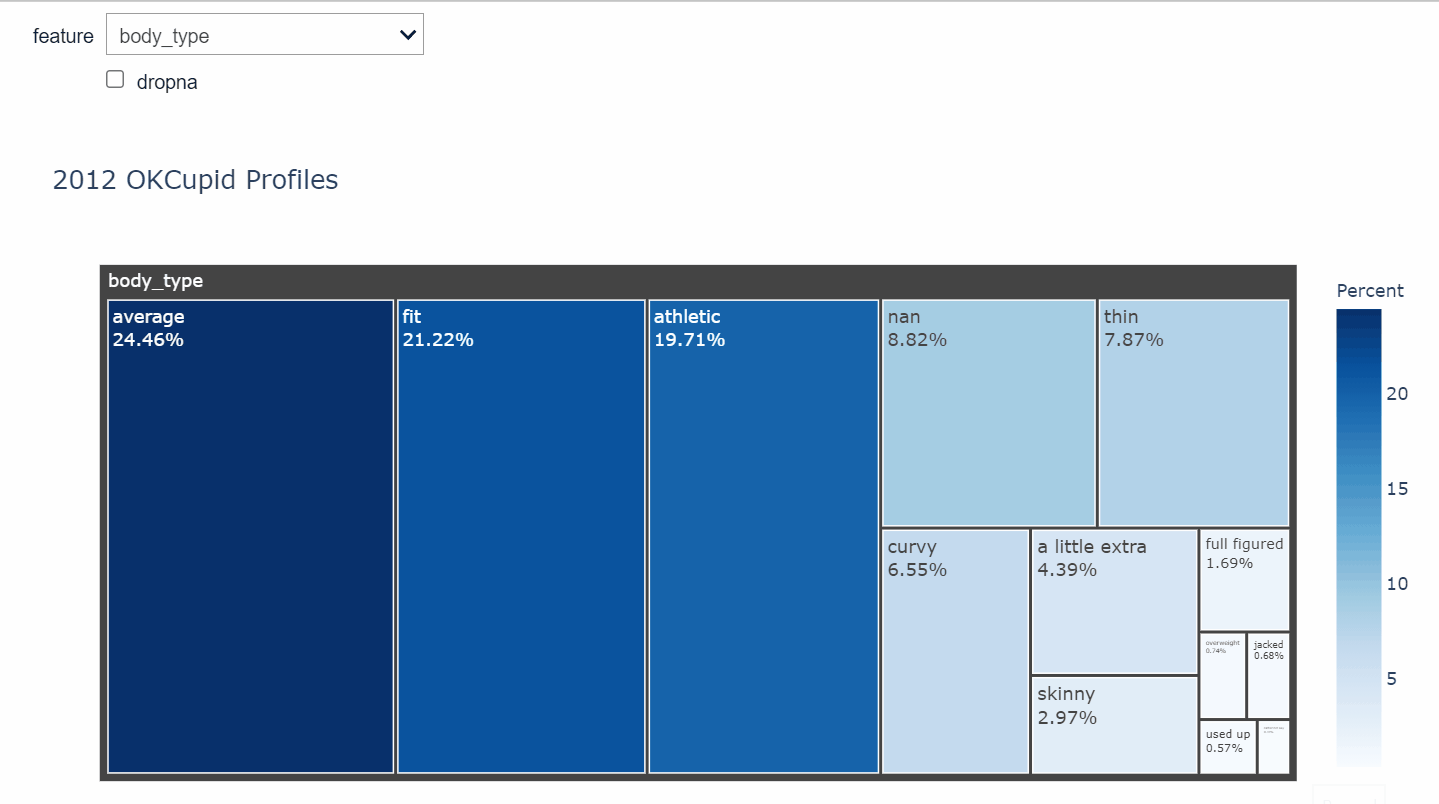 feature
body_type
dropna
2012 OKCupid Profiles
body_type
average
24.46%
fit
21.22%
athletic
19.71%
nan
8.82%
thin
7.87%
curvy
6.55%
a little extra
4.39%
full figured
1.69%
overweight
0.74%
jacked
0.68%
skinny
2.97%
used up
0.57%
Percent
20
15
10
5